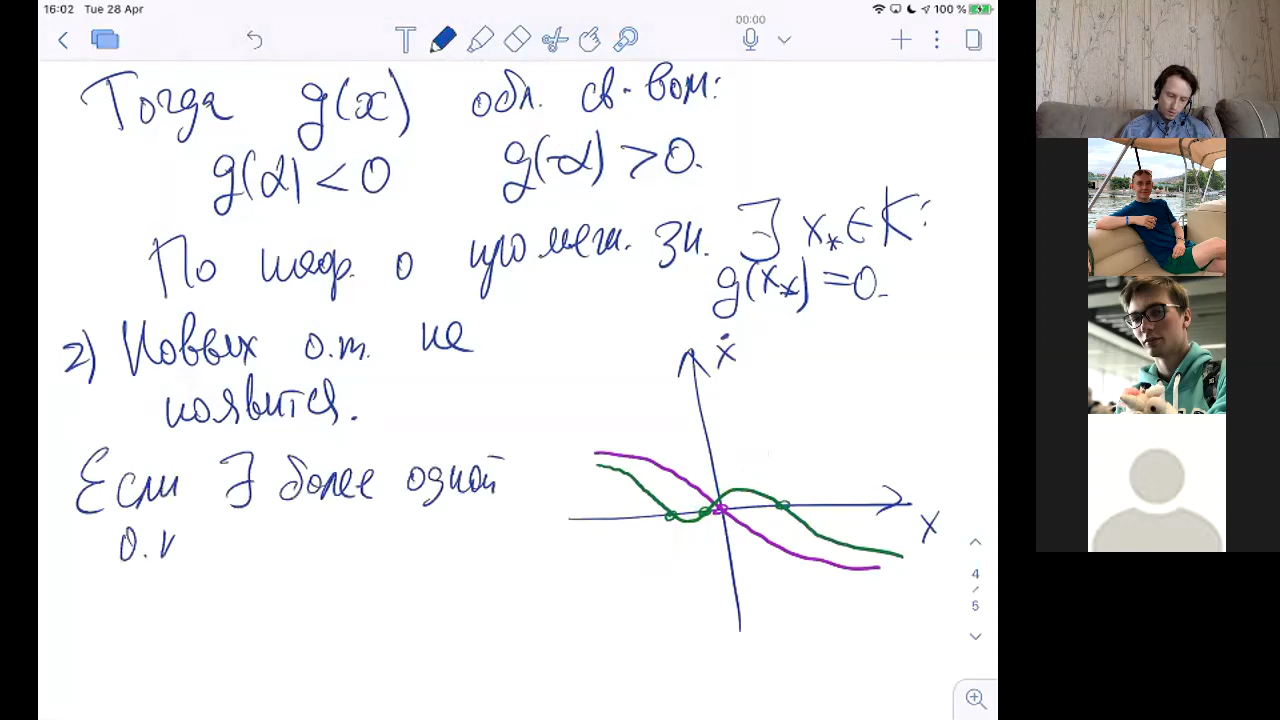 16:02 Tue 28 Apr
100 %
00:00
Тогда g(x) обл. св-вом:
g(α) < 0 g(-α) > 0.
По теор. о промеж. зн. ∃ x* ∈ K:
g(x*) = 0.
2) Новых о.т. не
появится.
ẋ
x
Если ∃ более одной
о.
4
/
5